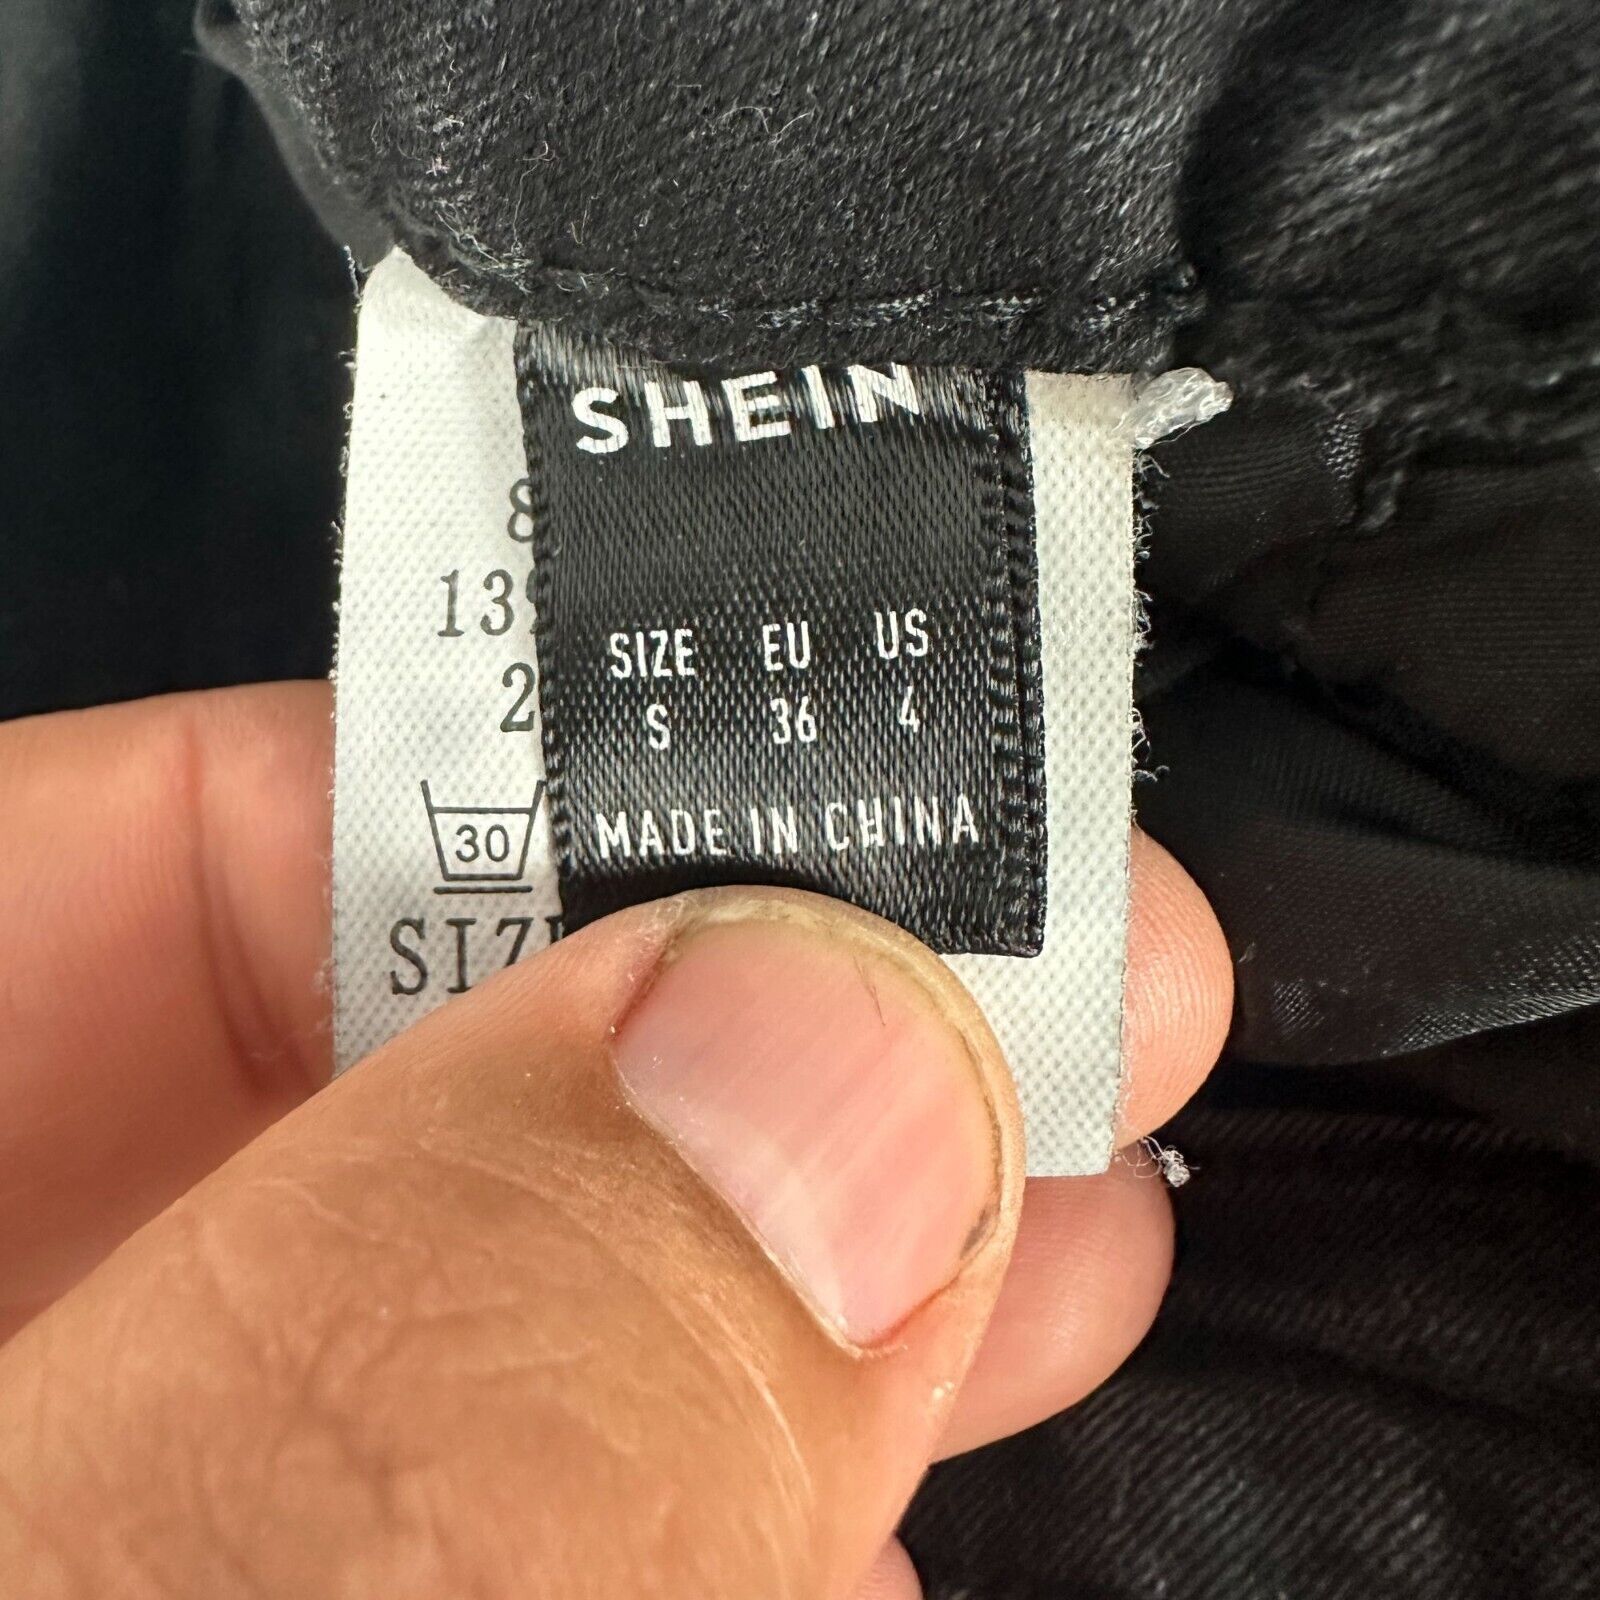 SHEIN
SIZE EU US
S 36 4
MADE IN CHINA
30